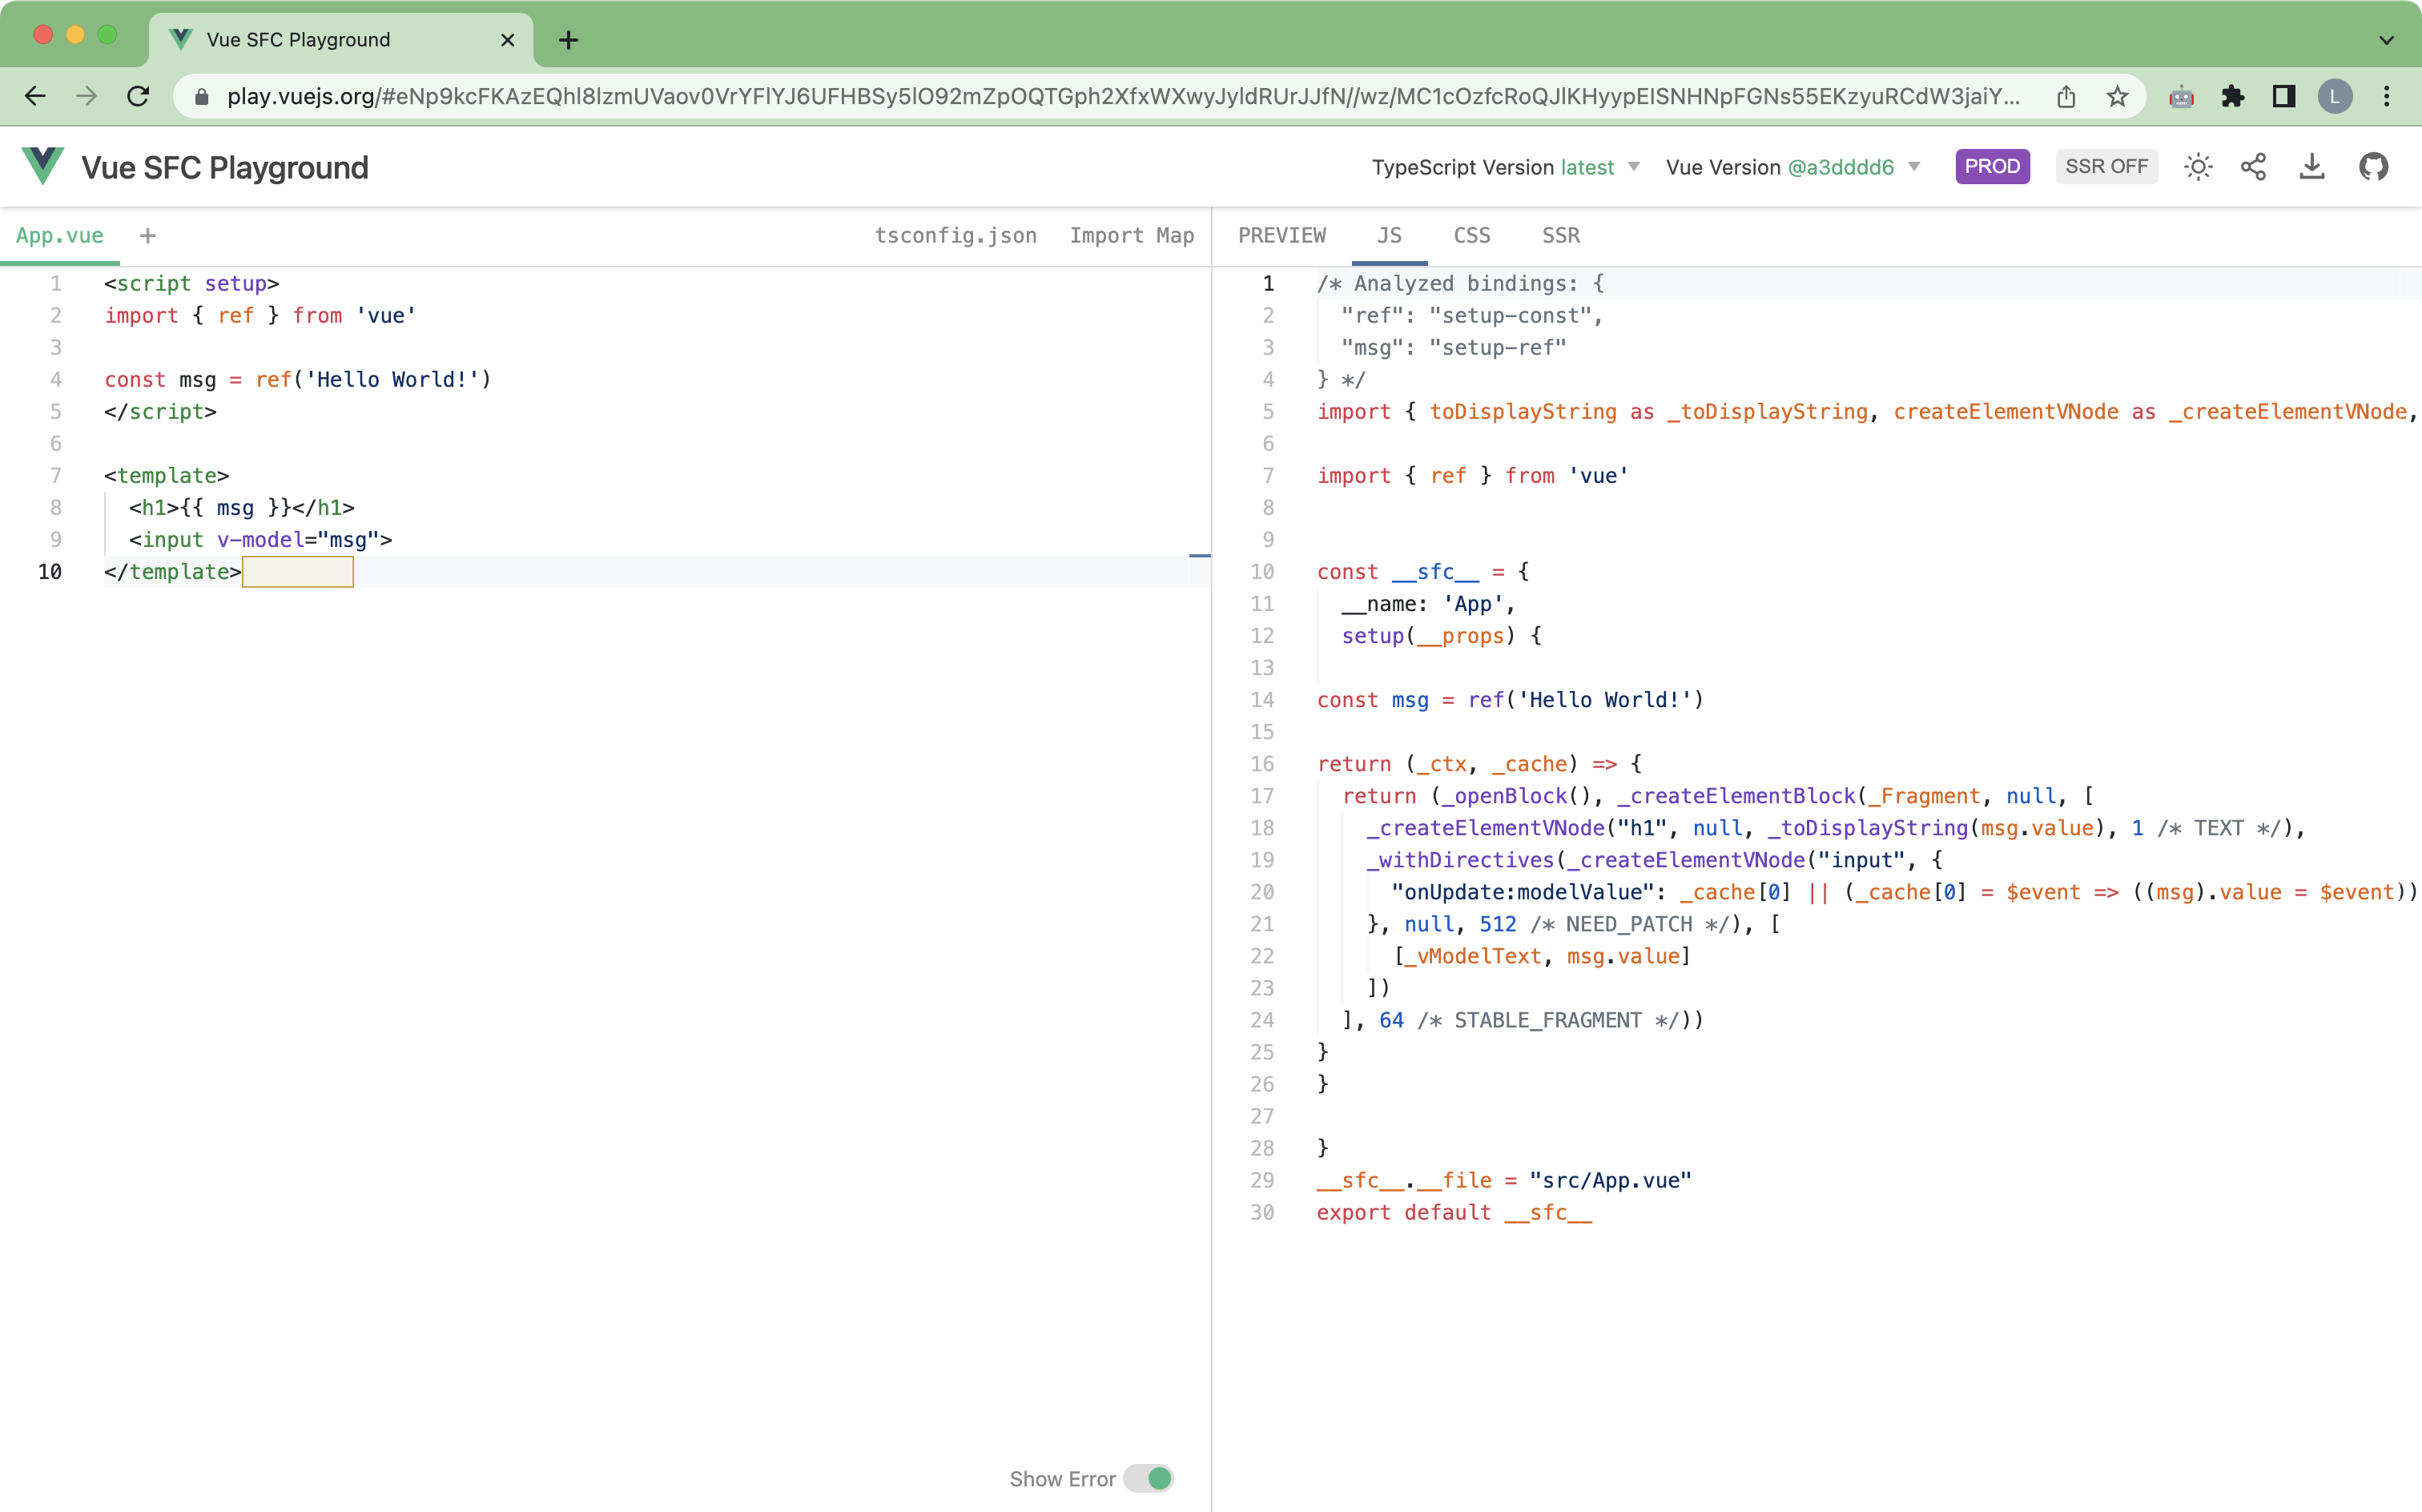 Vue SFC Playground
play.vuejs.org/#eNp9kcFKAzEQhl8lzmUVaov0VrYFlYJ6UFHBSy5lO92mZpOQTGph2XfxWXwyJyldRUrJJfN//wz/MC1cOzfcRoQJlKHyypElSNHNpFGNs55EKzyuRCdW3jaiY...
L
Vue SFC Playground
TypeScript Version latest
Vue Version @a3dddd6
PROD
SSR OFF
App.vue +
tsconfig.json
Import Map
1 <script setup>
2 import { ref } from 'vue'
3
4 const msg = ref('Hello World!')
5 </script>
6
7 <template>
8 <h1>{{ msg }}</h1>
9 <input v-model="msg">
10 </template>
Show Error
PREVIEW JS CSS SSR
1 /* Analyzed bindings: {
2 "ref": "setup-const",
3 "msg": "setup-ref"
4 } */
5 import { toDisplayString as _toDisplayString, createElementVNode as _createElementVNode,
6
7 import { ref } from 'vue'
8
9
10 const __sfc__ = {
11 __name: 'App',
12 setup(__props) {
13
14 const msg = ref('Hello World!')
15
16 return (_ctx, _cache) => {
17 return (_openBlock(), _createElementBlock(_Fragment, null, [
18 _createElementVNode("h1", null, _toDisplayString(msg.value), 1 /* TEXT */),
19 _withDirectives(_createElementVNode("input", {
20 "onUpdate:modelValue": _cache[0] || (_cache[0] = $event => ((msg).value = $event))
21 }, null, 512 /* NEED_PATCH */), [
22 [_vModelText, msg.value]
23 ])
24 ], 64 /* STABLE_FRAGMENT */))
25 }
26 }
27
28 }
29 __sfc__.__file = "src/App.vue"
30 export default __sfc__